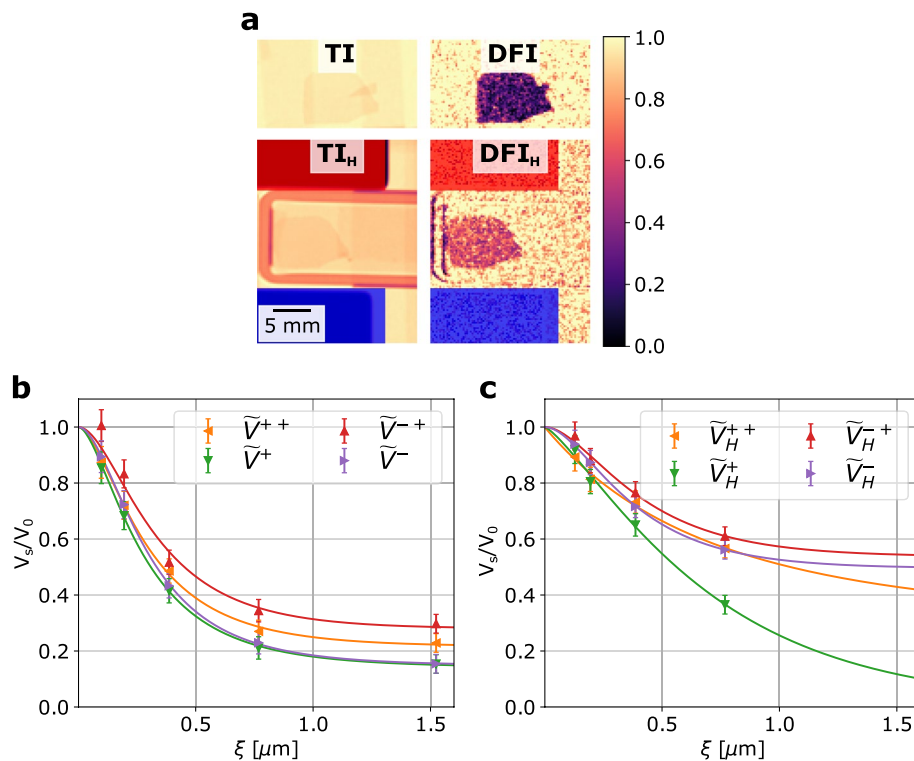 a
TI
DFI
TI_H
DFI_H
5 mm
1.0
0.8
0.6
0.4
0.2
0.0
b
Ṽ⁺⁺
Ṽ⁻⁺
Ṽ⁺
Ṽ⁻
V_s/V_0
1.0
0.8
0.6
0.4
0.2
0.0
0.5
1.0
1.5
ξ [μm]
c
Ṽ_H⁺⁺
Ṽ_H⁻⁺
Ṽ_H⁺
Ṽ_H⁻
V_s/V_0
1.0
0.8
0.6
0.4
0.2
0.0
0.5
1.0
1.5
ξ [μm]